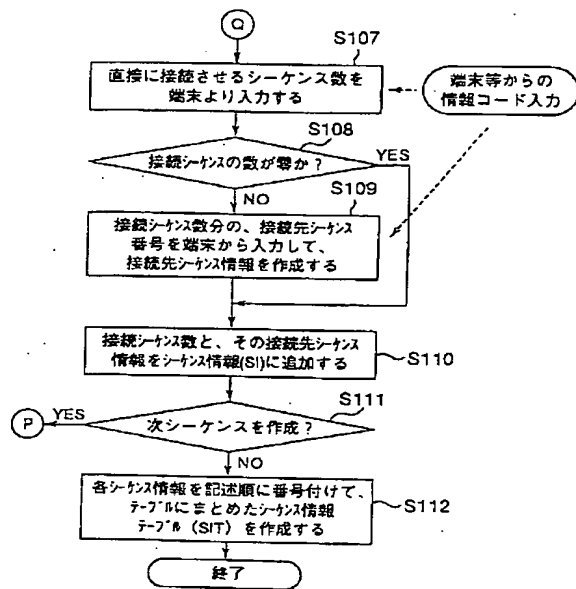 Q
S107
直接に接続させるシーケンス数を
端末より入力する
端末等からの
情報コード入力
S108
接続シーケンスの数が零か?
YES
NO
S109
接続シーケンス数分の、接続先シーケンス
番号を端末から入力して、
接続先シーケンス情報を作成する
接続シーケンス数と、その接続先シーケンス
情報をシーケンス情報(SI)に追加する
S110
S111
P
YES
次シーケンスを作成?
NO
各シーケンス情報を記述順に番号付けて、
テーブルにまとめたシーケンス情報
テーブル (SIT) を作成する
S112
終了